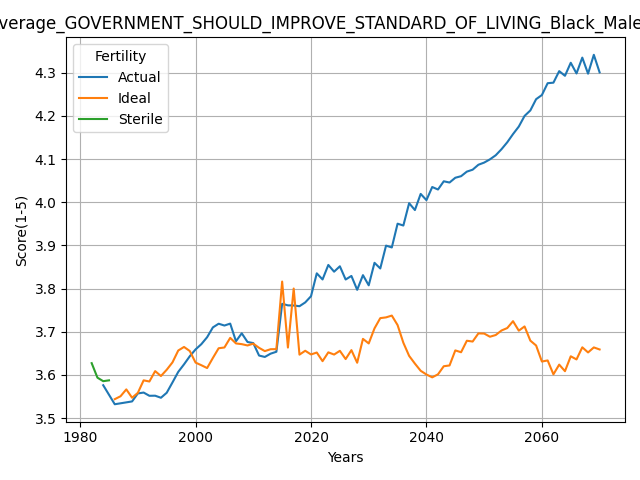 verage_GOVERNMENT_SHOULD_IMPROVE_STANDARD_OF_LIVING_Black_Male
Fertility
Actual
Ideal
Sterile
Score(1-5)
4.3
4.2
4.1
4.0
3.9
3.8
3.7
3.6
3.5
1980 2000 2020 2040 2060
Years